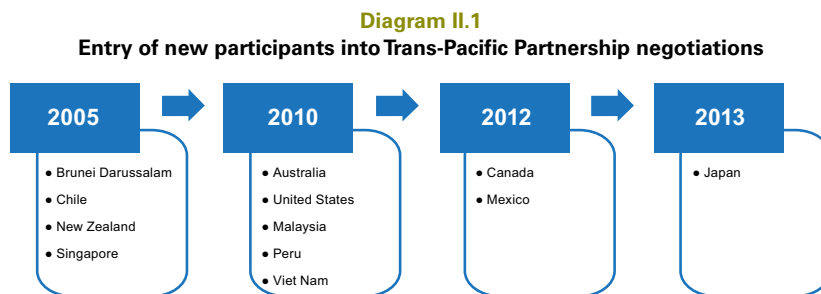 Diagram II.1
Entry of new participants into Trans-Pacific Partnership negotiations
2005
● Brunei Darussalam
● Chile
● New Zealand
● Singapore
2010
● Australia
● United States
● Malaysia
● Peru
● Viet Nam
2012
● Canada
● Mexico
2013
● Japan